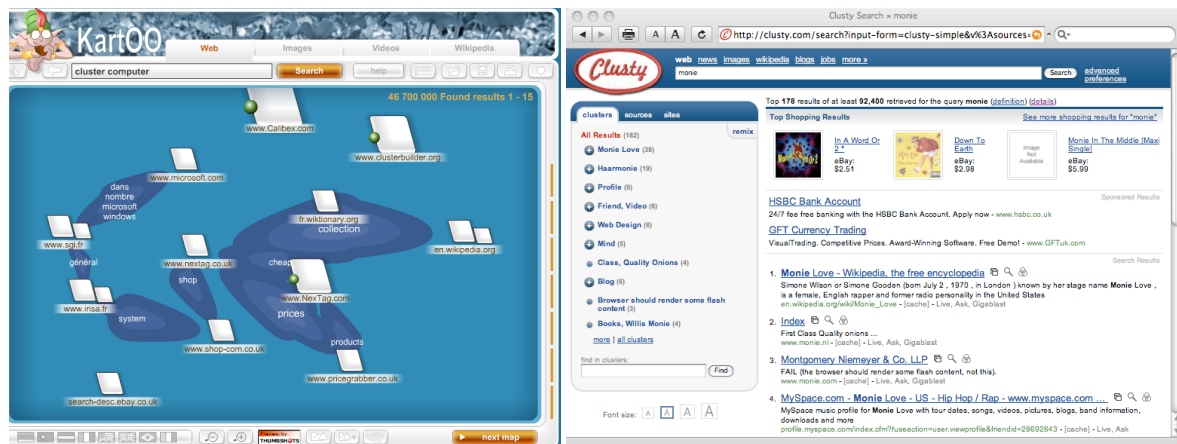 KartOO
Web
Images
Videos
Wikipedia
cluster computer
Search
help
46 700 000 Found results 1 - 15
www.Calibex.com
www.clusterbuilder.org
www.microsoft.com
dans
nombre
microsoft
windows
fr.wiktionary.org
collection
www.sgi.fr
en.wikipedia.org
général
www.nextag.co.uk
cheap
shop
www.NexTag.com
www.irisa.fr
prices
system
www.shop-com.co.uk
products
www.pricegrabber.co.uk
search-desc.ebay.co.uk
THUMBSHOTS
next map
Clusty Search » monie
A A
http://clusty.com/search?input-form=clusty-simple&v%3Asources=
Clusty
web news images wikipedia blogs jobs more »
monie
Search
advanced
preferences
clusters sources sites
remix
All Results (182)
Monie Love (38)
Haarmonie (19)
Profile (9)
Friend, Video (6)
Web Design (6)
Mind (5)
Class, Quality Onions (4)
Blog (6)
Browser should render some flash
content (3)
Books, Willis Monie (4)
more | all clusters
find in clusters:
Find
Font size: A A A A
Top 178 results of at least 92,400 retrieved for the query monie (definition) (details)
Top Shopping Results
See more shopping results for "monie"
In A Word Or
2 *
eBay:
$2.51
Down To
Earth
eBay:
$2.98
Image
Not
Available
Monie In The Middle [Maxi
Single]
eBay:
$5.99
HSBC Bank Account
Sponsored Results
24/7 fee free banking with the HSBC Bank Account. Apply now - www.hsbc.co.uk
GFT Currency Trading
VisualTrading. Competitive Prices. Award-Winning Software. Free Demo! - www.GFTuk.com
Search Results
1. Monie Love - Wikipedia, the free encyclopedia
Simone Wilson or Simone Gooden (born July 2 , 1970 , in London ) known by her stage name Monie Love ,
is a female, English rapper and former radio personality in the United States
en.wikipedia.org/wiki/Monie_Love - [cache] - Live, Ask, Gigablast
2. Index
First Class Quality onions ...
www.monie.nl - [cache] - Live, Ask, Gigablast
3. Montgomery Niemeyer & Co. LLP
FAIL (the browser should render some flash content, not this).
www.monie.com - [cache] - Live, Ask, Gigablast
4. MySpace.com - Monie Love - US - Hip Hop / Rap - www.myspace.com ...
MySpace music profile for Monie Love with tour dates, songs, videos, pictures, blogs, band information,
downloads and more
profile.myspace.com/index.cfm?fuseaction=user.viewprofile&friendid=28692643 - [cache] - Live, Ask